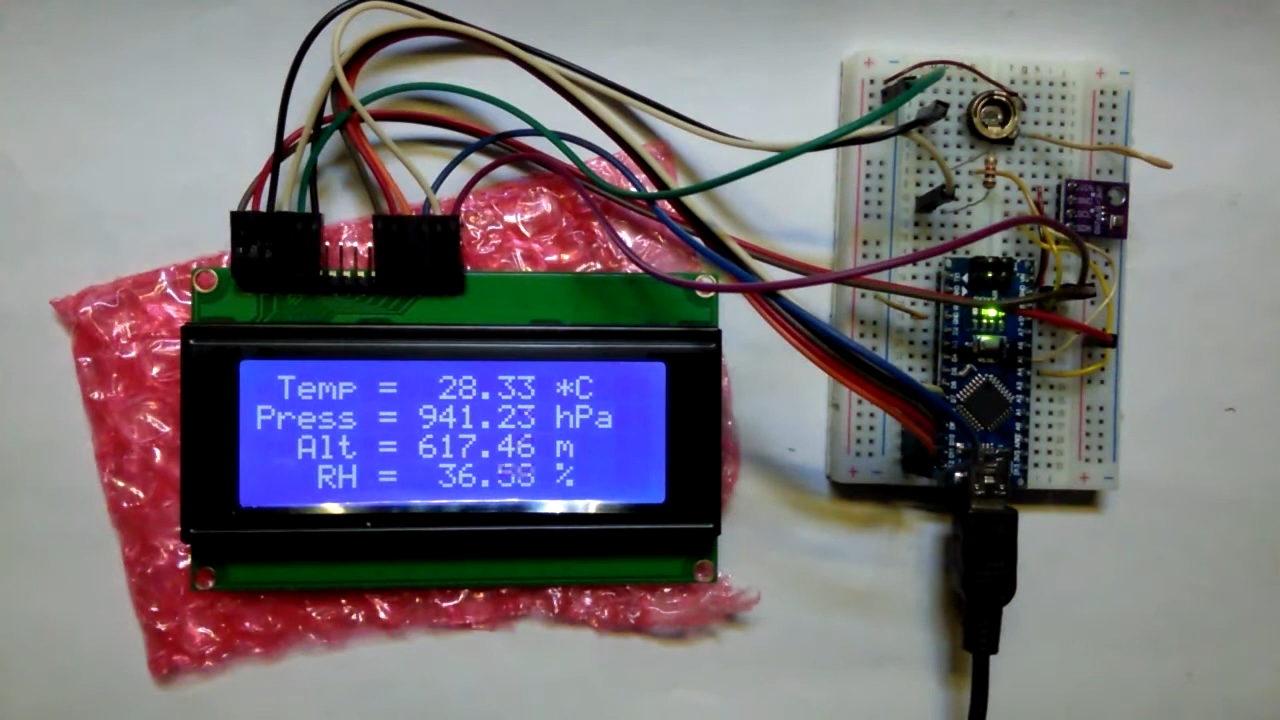 Temp = 28.33 *C
Press = 941.23 hPa
Alt = 617.46 m
RH = 36.58 %